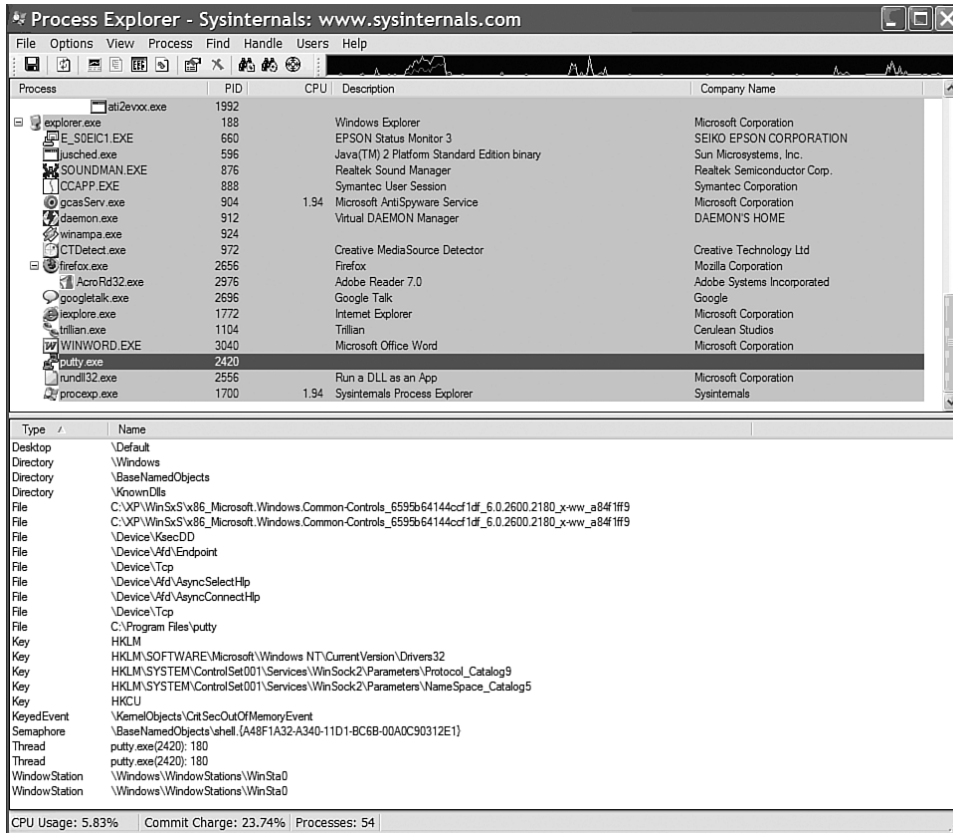 Process Explorer - Sysinternals: www.sysinternals.com
File Options View Process Find Handle Users Help
Process PID CPU Description Company Name
ati2evxx.exe 1992
explorer.exe 188 Windows Explorer Microsoft Corporation
E_S0EIC1.EXE 660 EPSON Status Monitor 3 SEIKO EPSON CORPORATION
jusched.exe 596 Java(TM) 2 Platform Standard Edition binary Sun Microsystems, Inc.
SOUNDMAN.EXE 876 Realtek Sound Manager Realtek Semiconductor Corp.
CCAPP.EXE 888 Symantec User Session Symantec Corporation
gcasServ.exe 904 1.94 Microsoft AntiSpyware Service Microsoft Corporation
daemon.exe 912 Virtual DAEMON Manager DAEMON'S HOME
winampa.exe 924
CTDetect.exe 972 Creative MediaSource Detector Creative Technology Ltd
firefox.exe 2656 Firefox Mozilla Corporation
AcroRd32.exe 2976 Adobe Reader 7.0 Adobe Systems Incorporated
googletalk.exe 2696 Google Talk Google
iexplore.exe 1772 Internet Explorer Microsoft Corporation
trillian.exe 1104 Trillian Cerulean Studios
WINWORD.EXE 3040 Microsoft Office Word Microsoft Corporation
putty.exe 2420
rundll32.exe 2556 Run a DLL as an App Microsoft Corporation
procexp.exe 1700 1.94 Sysinternals Process Explorer Sysinternals
Type Name
Desktop \Default
Directory \Windows
Directory \BaseNamedObjects
Directory \KnownDlls
File C:\XP\WinSxS\x86_Microsoft.Windows.Common-Controls_6595b64144ccf1df_6.0.2600.2180_x-ww_a84f1ff9
File C:\XP\WinSxS\x86_Microsoft.Windows.Common-Controls_6595b64144ccf1df_6.0.2600.2180_x-ww_a84f1ff9
File \Device\KsecDD
File \Device\Afd\Endpoint
File \Device\Tcp
File \Device\Afd\AsyncSelectHlp
File \Device\Afd\AsyncConnectHlp
File \Device\Tcp
File C:\Program Files\putty
Key HKLM
Key HKLM\SOFTWARE\Microsoft\Windows NT\CurrentVersion\Drivers32
Key HKLM\SYSTEM\ControlSet001\Services\WinSock2\Parameters\Protocol_Catalog9
Key HKLM\SYSTEM\ControlSet001\Services\WinSock2\Parameters\NameSpace_Catalog5
Key HKCU
KeyedEvent \KernelObjects\CritSecOutOfMemoryEvent
Semaphore \BaseNamedObjects\shell.{A48F1A32-A340-11D1-BC6B-00A0C90312E1}
Thread putty.exe(2420): 180
Thread putty.exe(2420): 180
WindowStation \Windows\WindowStations\WinSta0
WindowStation \Windows\WindowStations\WinSta0
CPU Usage: 5.83% Commit Charge: 23.74% Processes: 54